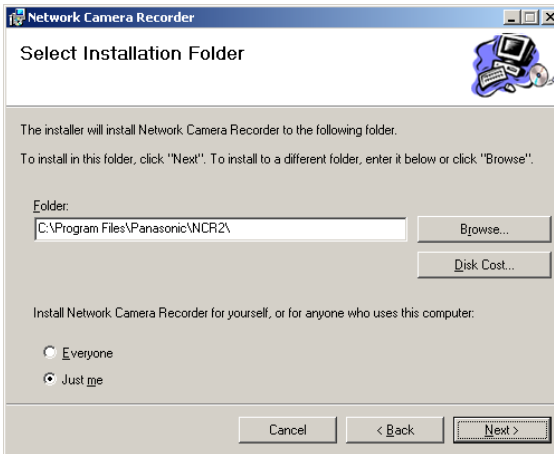 Network Camera Recorder
Select Installation Folder
The installer will install Network Camera Recorder to the following folder.
To install in this folder, click "Next". To install to a different folder, enter it below or click "Browse".
Folder:
C:\Program Files\Panasonic\NCR2\
Browse...
Disk Cost...
Install Network Camera Recorder for yourself, or for anyone who uses this computer:
Everyone
Just me
Cancel
< Back
Next >